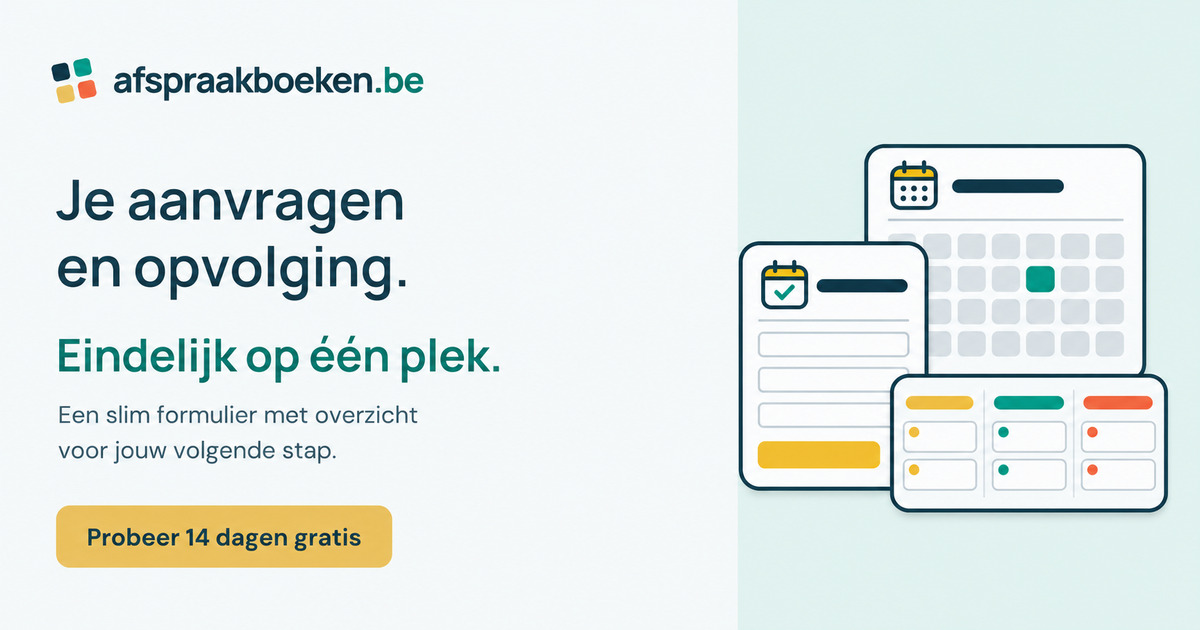 afspraakboeken.be
Je aanvragen
en opvolging.
Eindelijk op één plek.
Een slim formulier met overzicht
voor jouw volgende stap.
Probeer 14 dagen gratis